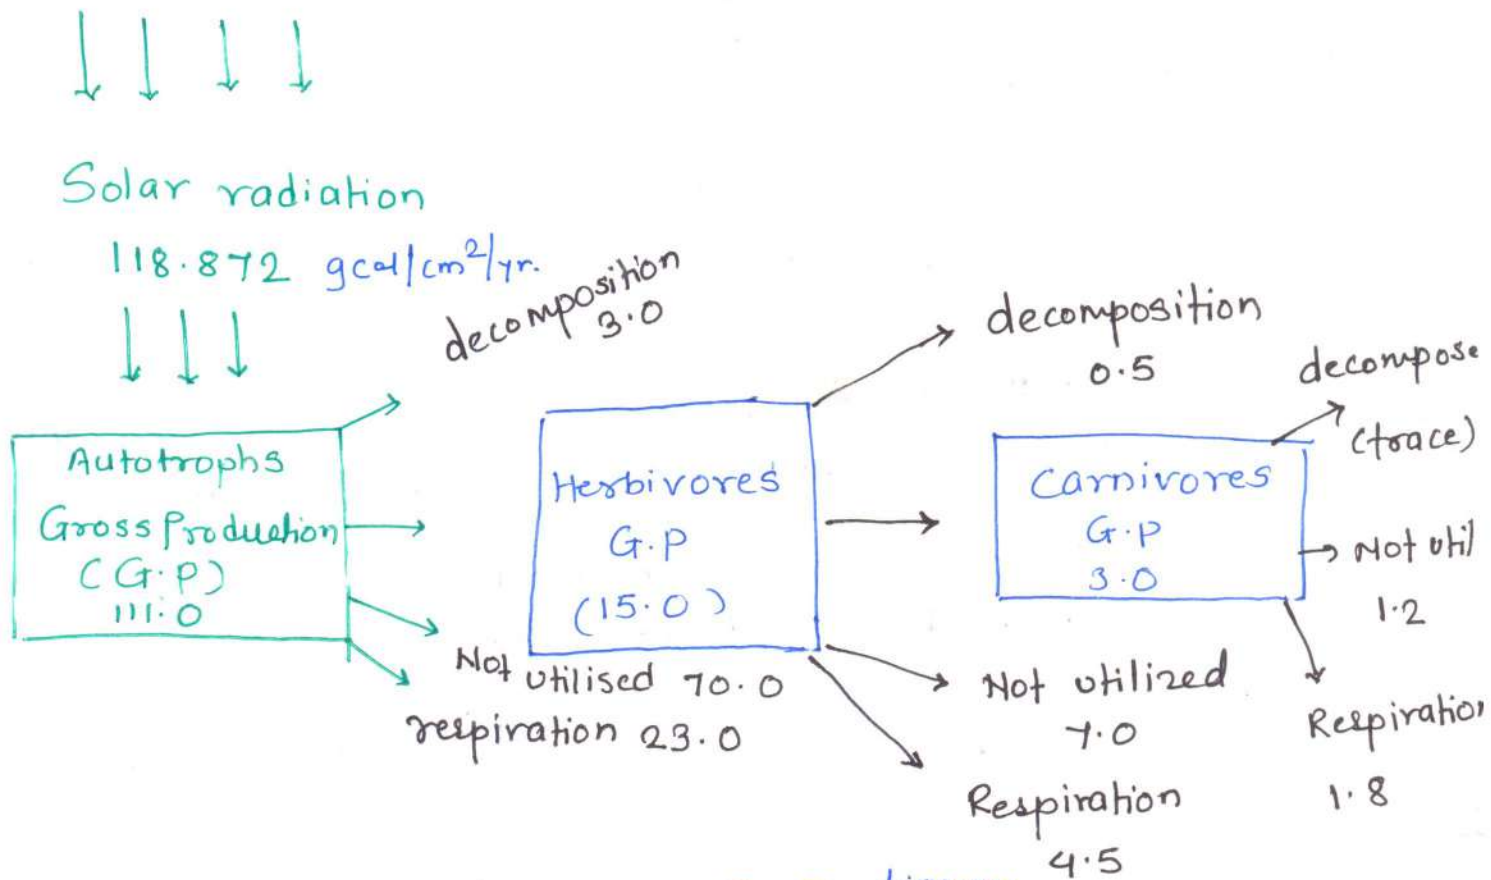 Solar radiation
118.872 gcal/cm²/yr.
decomposition
3.0
Autotrophs
Gross Production
(G.P)
111.0
Herbivores
G.P
(15.0)
Not utilised 70.0
respiration 23.0
decomposition
0.5
Carnivores
G.P
3.0
decompose
(trace)
Not util
1.2
Respiration
1.8
Not utilized
7.0
Respiration
4.5